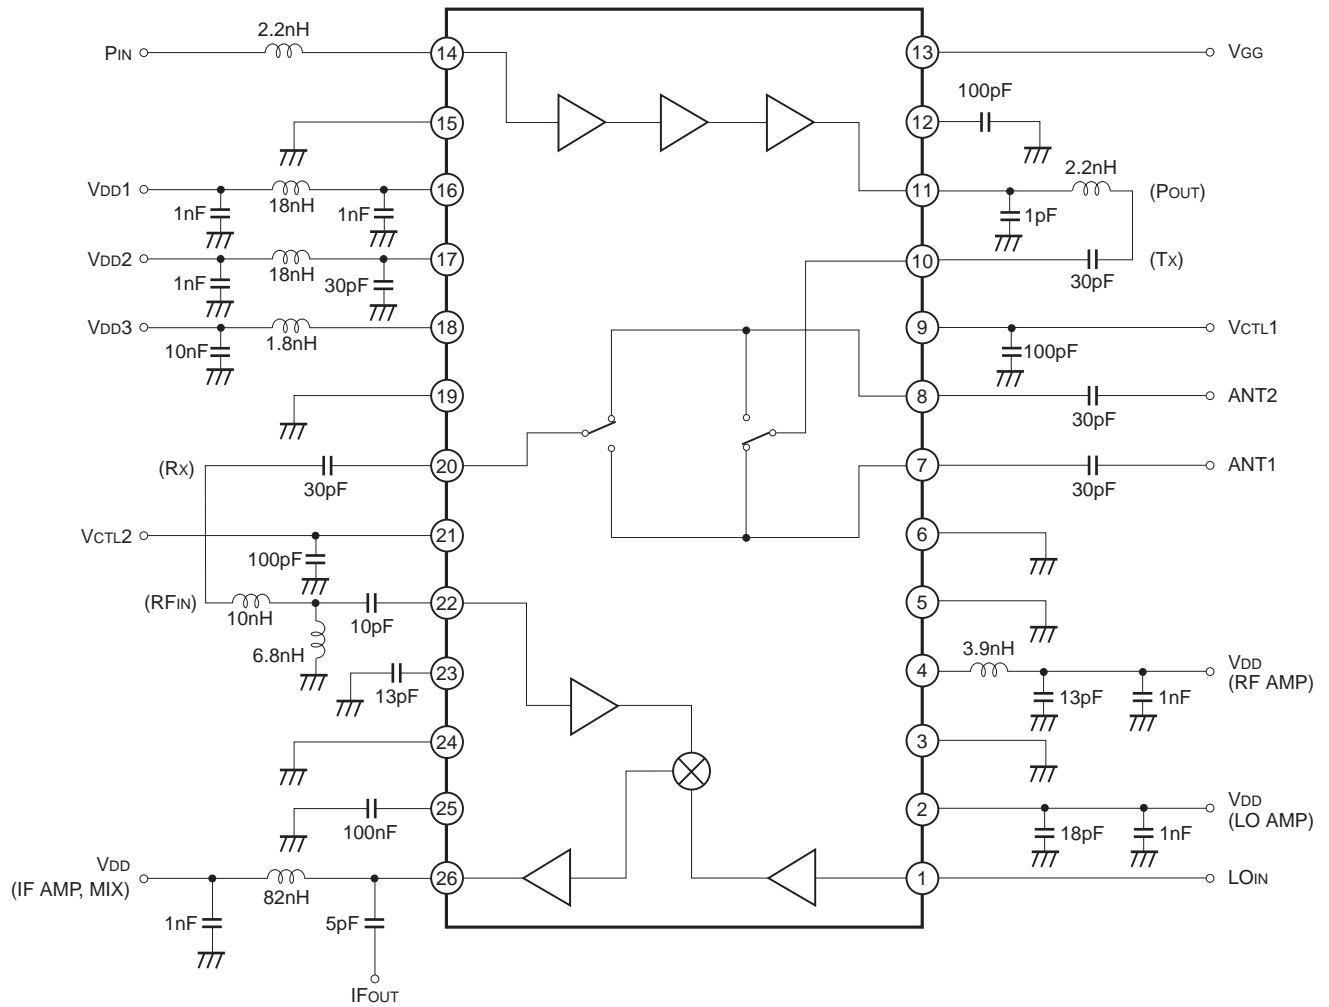 2.2nH
PIN
14
13
VGG
100pF
15
12
2.2nH
VDD1
16
11
(POUT)
1nF
18nH
1nF
1pF
VDD2
17
10
(TX)
1nF
18nH
30pF
30pF
VDD3
18
9
VCTL1
10nF
1.8nH
100pF
19
8
ANT2
30pF
(RX)
20
7
ANT1
30pF
30pF
VCTL2
21
6
100pF
(RFIN)
22
5
10nH
10pF
6.8nH
3.9nH
23
4
VDD
(RF AMP)
13pF
13pF
1nF
24
3
25
2
VDD
(LO AMP)
100nF
18pF
1nF
VDD
(IF AMP, MIX)
26
1
LOIN
82nH
1nF
5pF
IFOUT